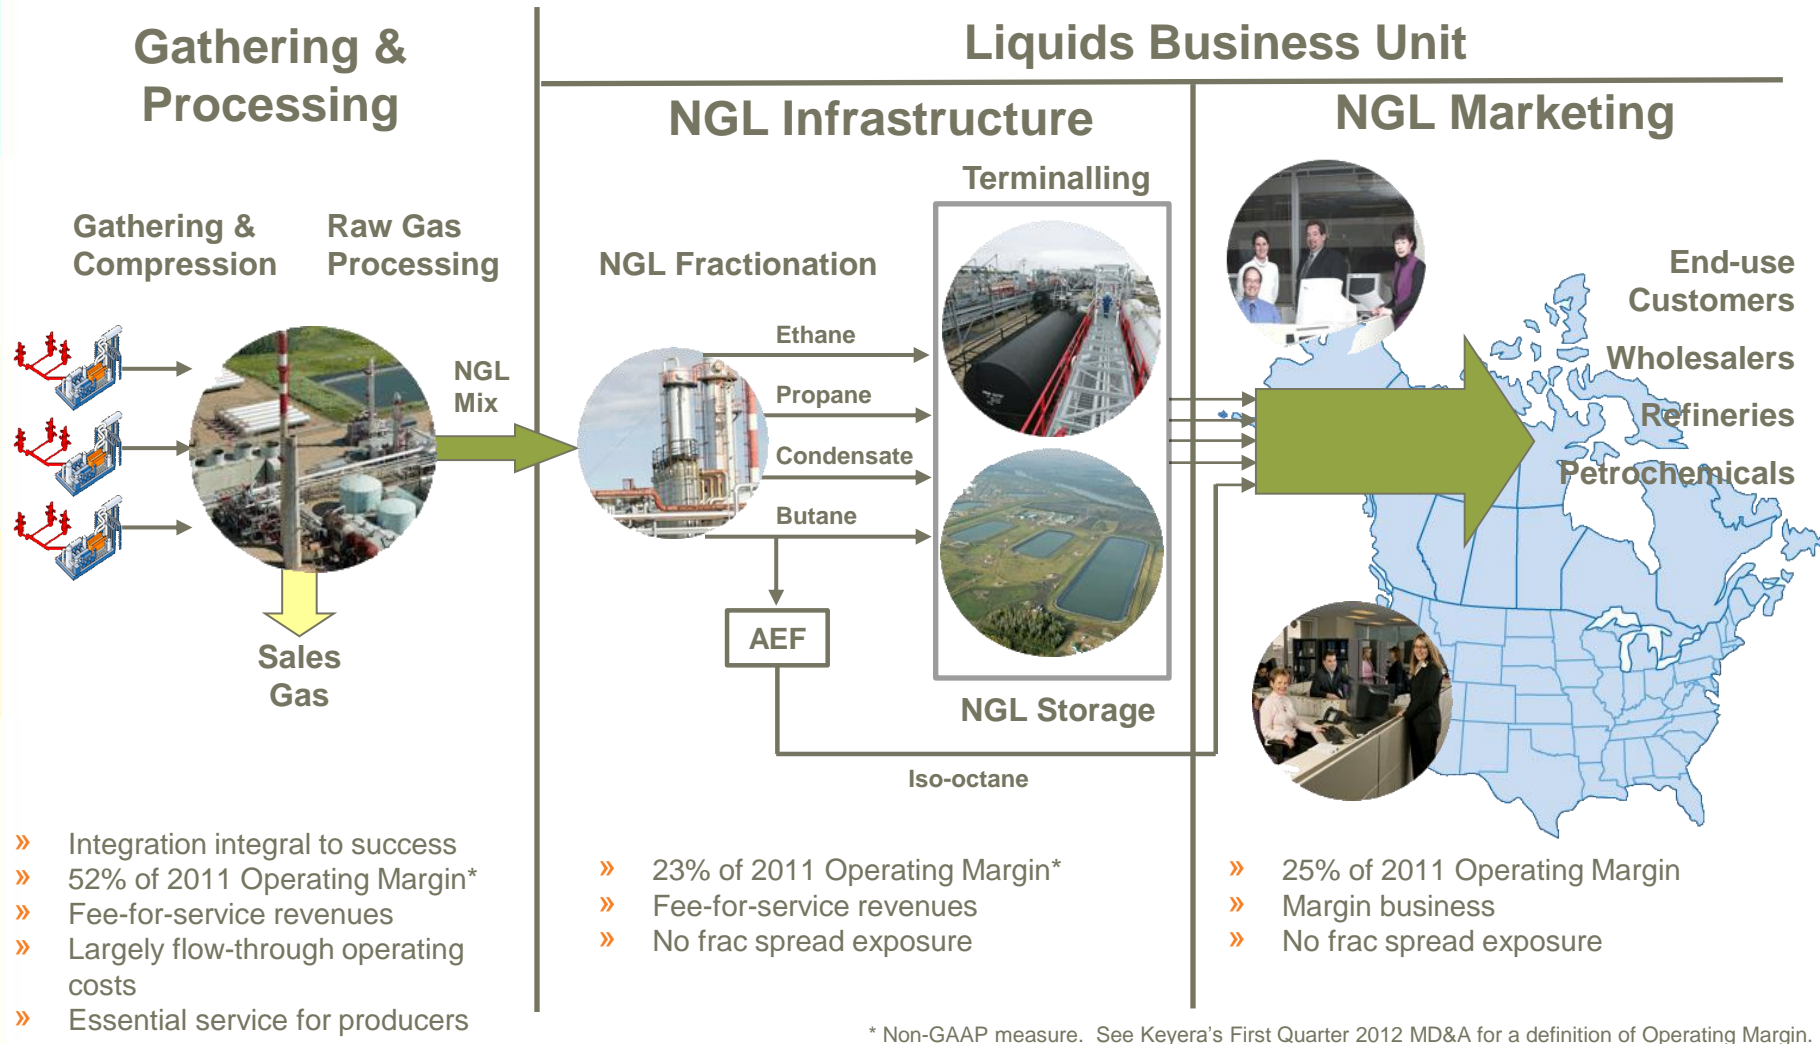 Gathering &
Processing
Liquids Business Unit
NGL Infrastructure
NGL Marketing
Gathering &
Compression
Raw Gas
Processing
NGL
Mix
Sales
Gas
NGL Fractionation
Terminalling
Ethane
Propane
Condensate
Butane
AEF
NGL Storage
Iso-octane
End-use
Customers
Wholesalers
Refineries
Petrochemicals
» Integration integral to success
» 52% of 2011 Operating Margin*
» Fee-for-service revenues
» Largely flow-through operating
costs
» Essential service for producers
» 23% of 2011 Operating Margin*
» Fee-for-service revenues
» No frac spread exposure
» 25% of 2011 Operating Margin
» Margin business
» No frac spread exposure
* Non-GAAP measure. See Keyera's First Quarter 2012 MD&A for a definition of Operating Margin.